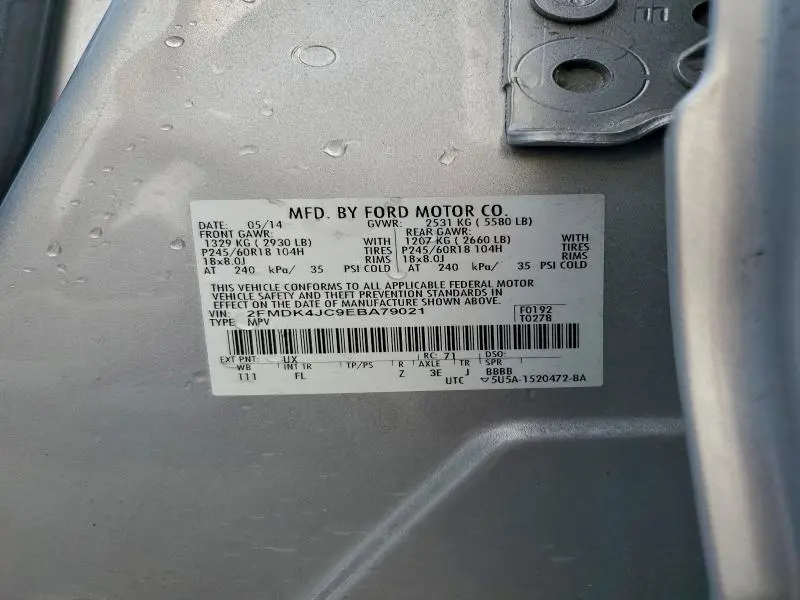 MFD. BY FORD MOTOR CO.
DATE: 05/14 GVWR: 2531 KG ( 5580 LB)
FRONT GAWR: REAR GAWR:
1329 KG ( 2930 LB) WITH 1207 KG ( 2660 LB) WITH
P245/60R18 104H TIRES P245/60R18 104H TIRES
18x8.0J RIMS 18x8.0J RIMS
AT 240 kPa/ 35 PSI COLD AT 240 kPa/ 35 PSI COLD
THIS VEHICLE CONFORMS TO ALL APPLICABLE FEDERAL MOTOR
VEHICLE SAFETY AND THEFT PREVENTION STANDARDS IN
EFFECT ON THE DATE OF MANUFACTURE SHOWN ABOVE.
VIN: 2FMDK4JC9EBA79021 F0192
TYPE: MPV T0278
EXT PNT: UX RC: 71 DSO:
WB INT TR TP/PS R AXLE TR SPR
111 FL Z 3E J BBBB
UTC ▽5U5A-1520472-BA